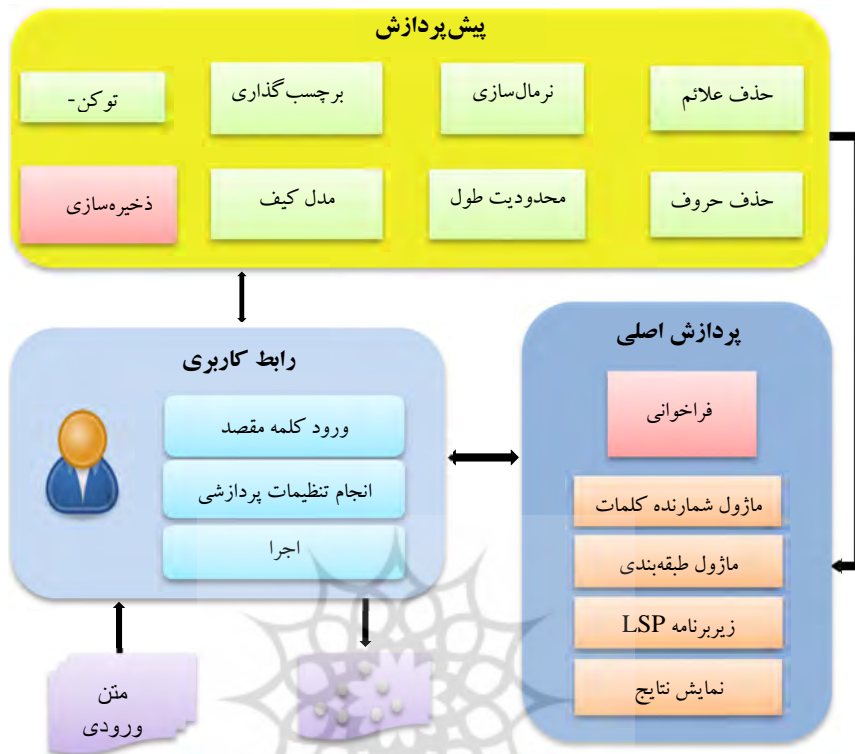 پیش‌پردازش
حذف علائم
نرمال‌سازی
برچسب‌گذاری
توکن-
حذف حروف
محدودیت طول
مدل کیف
ذخیره‌سازی
پردازش اصلی
فراخوانی
ماژول شمارنده کلمات
ماژول طبقه‌بندی
زیربرنامه LSP
نمایش نتایج
رابط کاربری
ورود کلمه مقصد
انجام تنظیمات پردازشی
اجرا
متن
ورودی